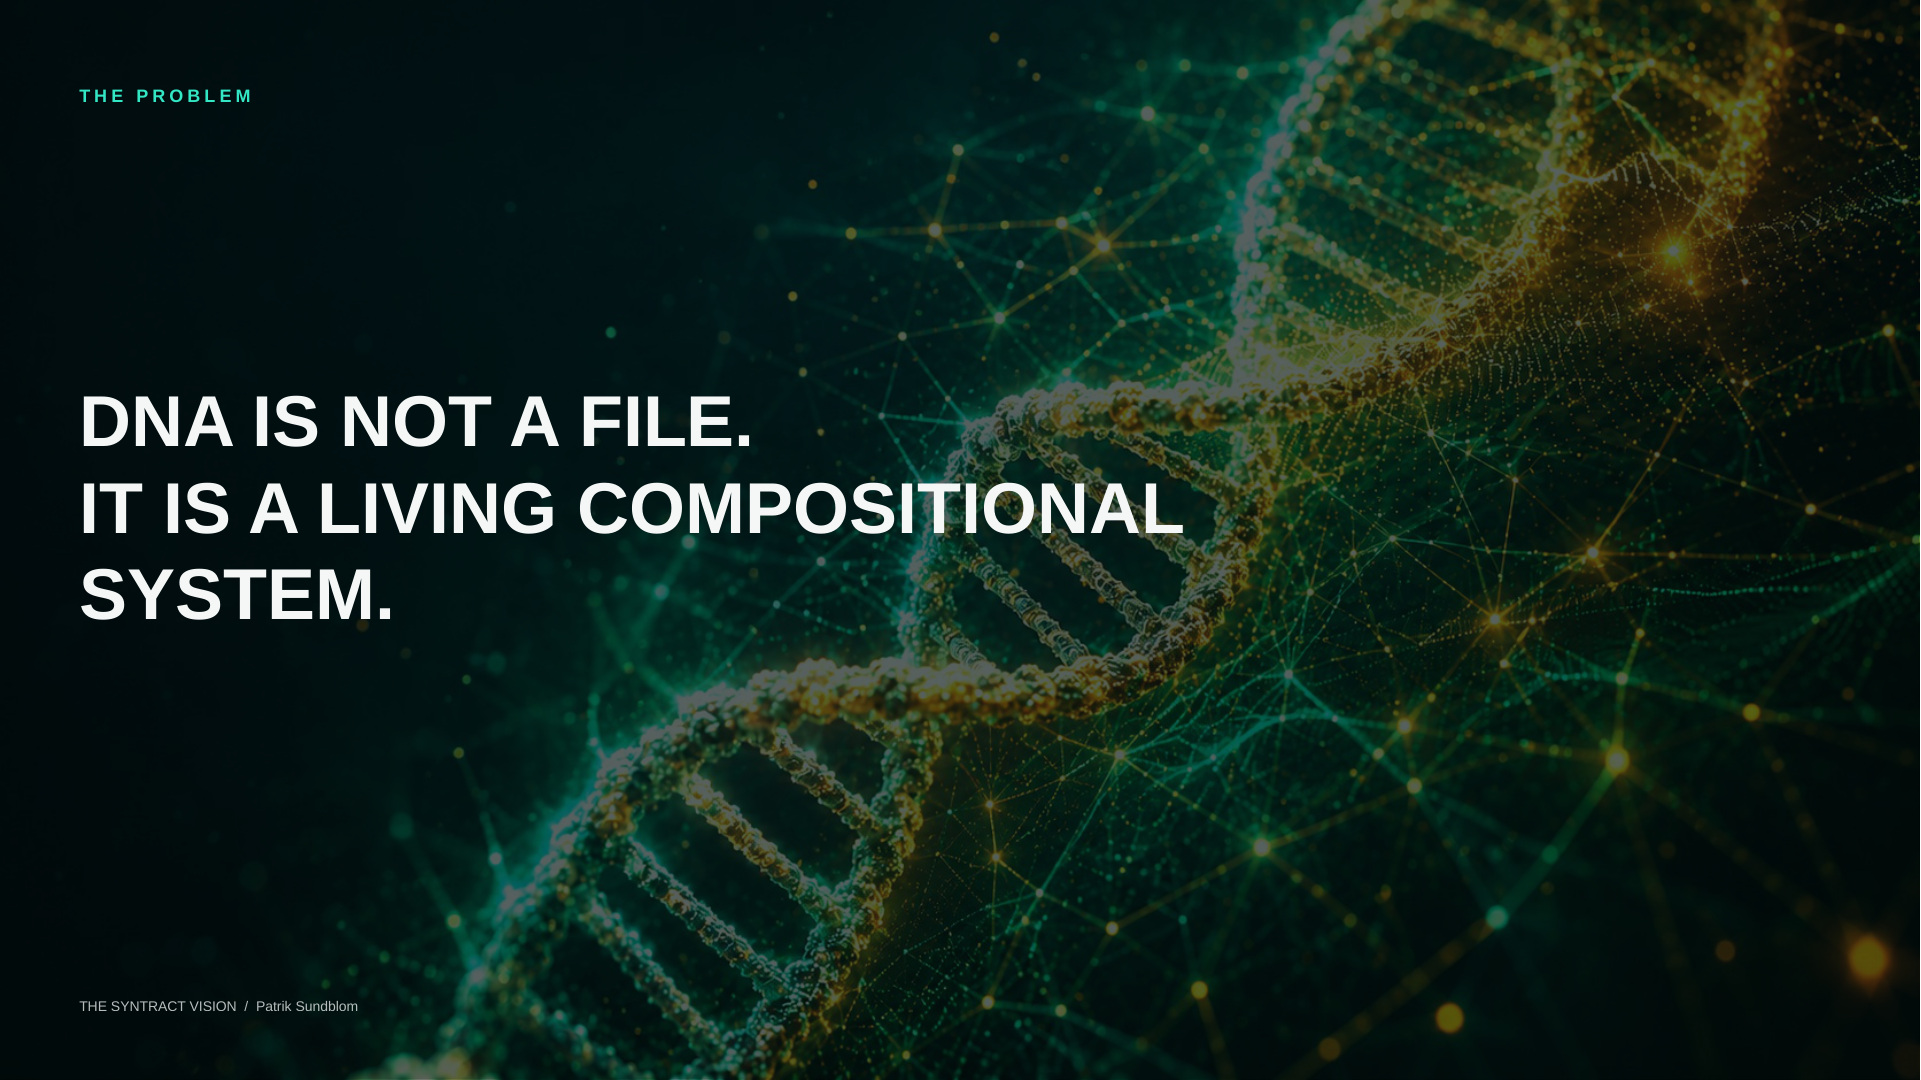 THE PROBLEM
DNA IS NOT A FILE.
IT IS A LIVING COMPOSITIONAL
SYSTEM.
THE SYNTRACT VISION / Patrik Sundblom